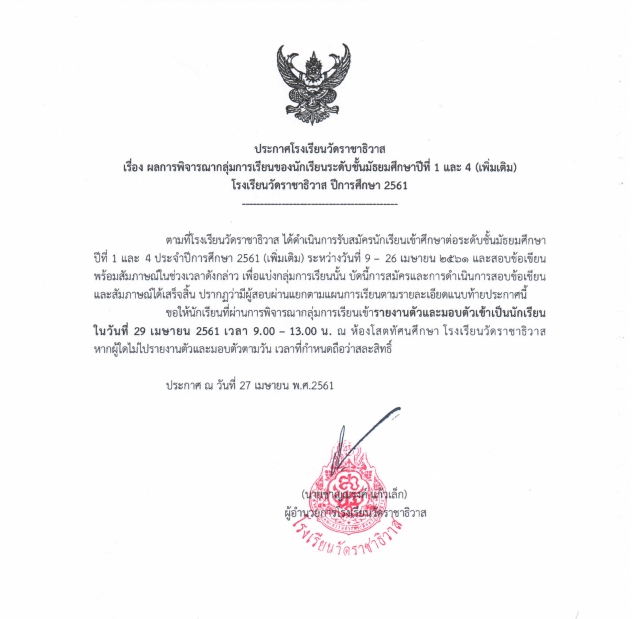 ประกาศโรงเรียนวัดราชาธิวาส
เรื่อง ผลการพิจารณากลุ่มการเรียนของนักเรียนระดับชั้นมัธยมศึกษาปีที่ 1 และ 4 (เพิ่มเติม)
โรงเรียนวัดราชาธิวาส ปีการศึกษา 2561
ตามที่โรงเรียนวัดราชาธิวาส ได้ดำเนินการรับสมัครนักเรียนเข้าศึกษาต่อระดับชั้นมัธยมศึกษา
ปีที่ 1 และ 4 ประจำปีการศึกษา 2561 (เพิ่มเติม) ระหว่างวันที่ 9 – 26 เมษายน ๒๕๖๑ และสอบข้อเขียน
พร้อมสัมภาษณ์ในช่วงเวลาดังกล่าว เพื่อแบ่งกลุ่มการเรียนนั้น บัดนี้การสมัครและการดำเนินการสอบข้อเขียน
และสัมภาษณ์ได้เสร็จสิ้น ปรากฏว่ามีผู้สอบผ่านแยกตามแผนการเรียนตามรายละเอียดแนบท้ายประกาศนี้
ขอให้นักเรียนที่ผ่านการพิจารณากลุ่มการเรียนเข้ารายงานตัวและมอบตัวเข้าเป็นนักเรียน
ในวันที่ 29 เมษายน 2561 เวลา 9.00 – 13.00 น. ณ ห้องโสตทัศนศึกษา โรงเรียนวัดราชาธิวาส
หากผู้ใดไม่ไปรายงานตัวและมอบตัวตามวัน เวลาที่กำหนดถือว่าสละสิทธิ์
ประกาศ ณ วันที่ 27 เมษายน พ.ศ.2561
(นายชาญณรงค์ แก้วเล็ก)
ผู้อำนวยการโรงเรียนวัดราชาธิวาส
โรงเรียนวัดราชาธิวาส